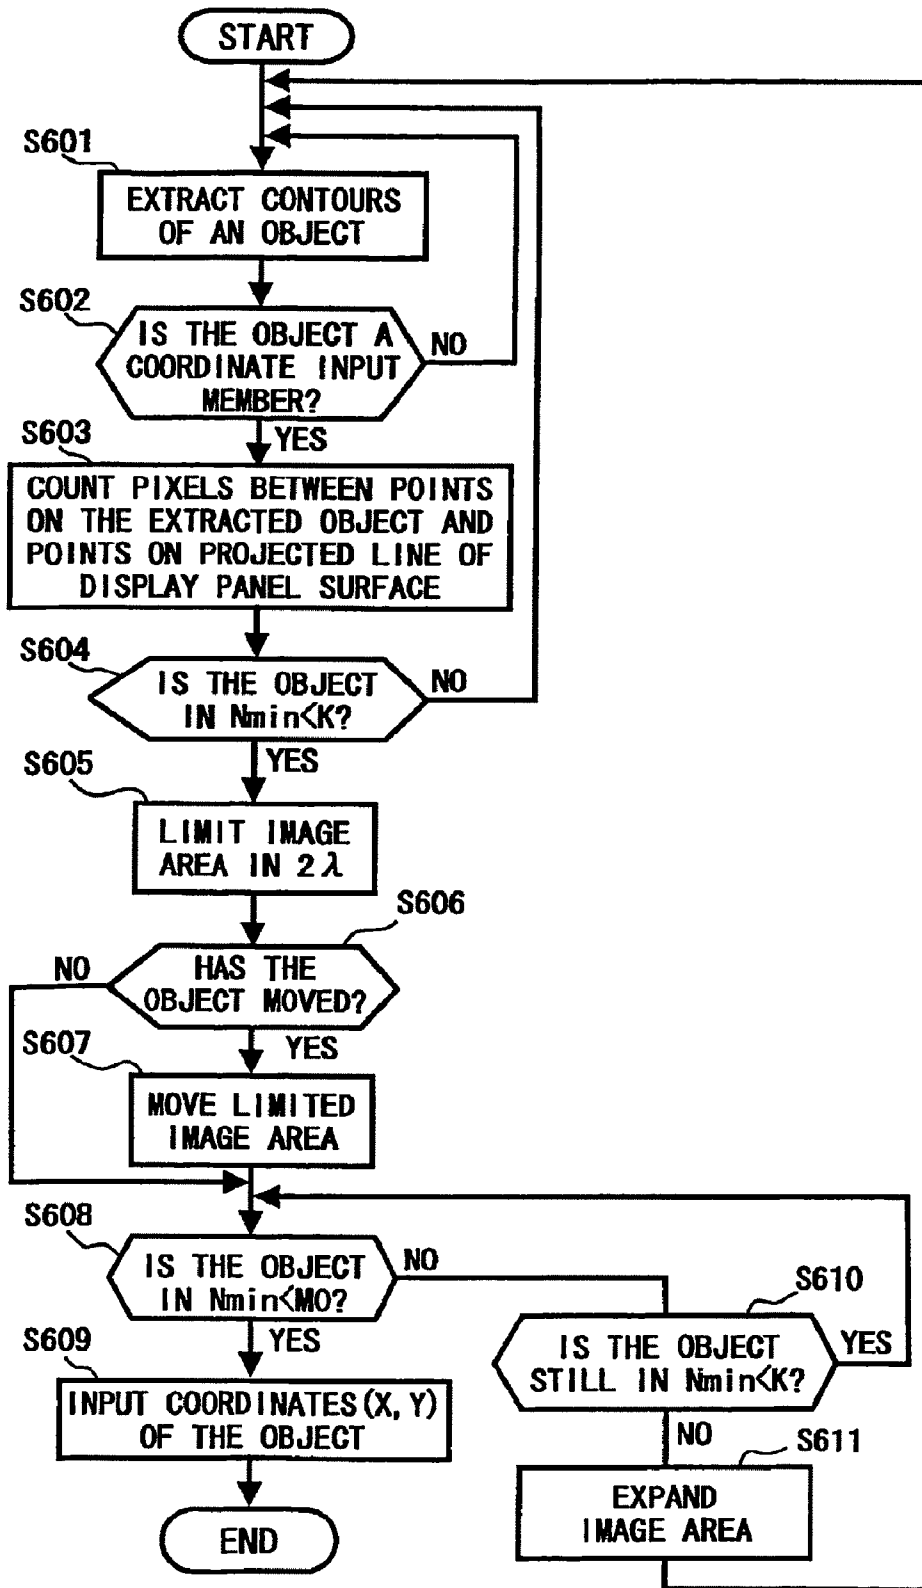 START
S601
EXTRACT CONTOURS
OF AN OBJECT
S602
IS THE OBJECT A
COORDINATE INPUT
MEMBER?
NO
YES
S603
COUNT PIXELS BETWEEN POINTS
ON THE EXTRACTED OBJECT AND
POINTS ON PROJECTED LINE OF
DISPLAY PANEL SURFACE
S604
IS THE OBJECT
IN Nmin<K?
NO
YES
S605
LIMIT IMAGE
AREA IN 2λ
S606
HAS THE
OBJECT MOVED?
NO
YES
S607
MOVE LIMITED
IMAGE AREA
S608
IS THE OBJECT
IN Nmin<MO?
NO
YES
S609
INPUT COORDINATES(X,Y)
OF THE OBJECT
END
S610
IS THE OBJECT
STILL IN Nmin<K?
YES
NO
S611
EXPAND
IMAGE AREA